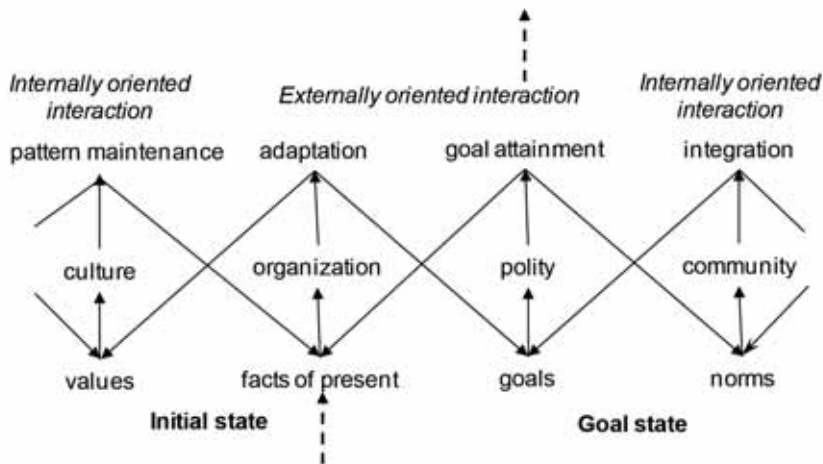 Internally oriented
interaction
Externally oriented interaction
Internally oriented
interaction
pattern maintenance
adaptation
goal attainment
integration
culture
organization
polity
community
values
facts of present
goals
norms
Initial state
Goal state